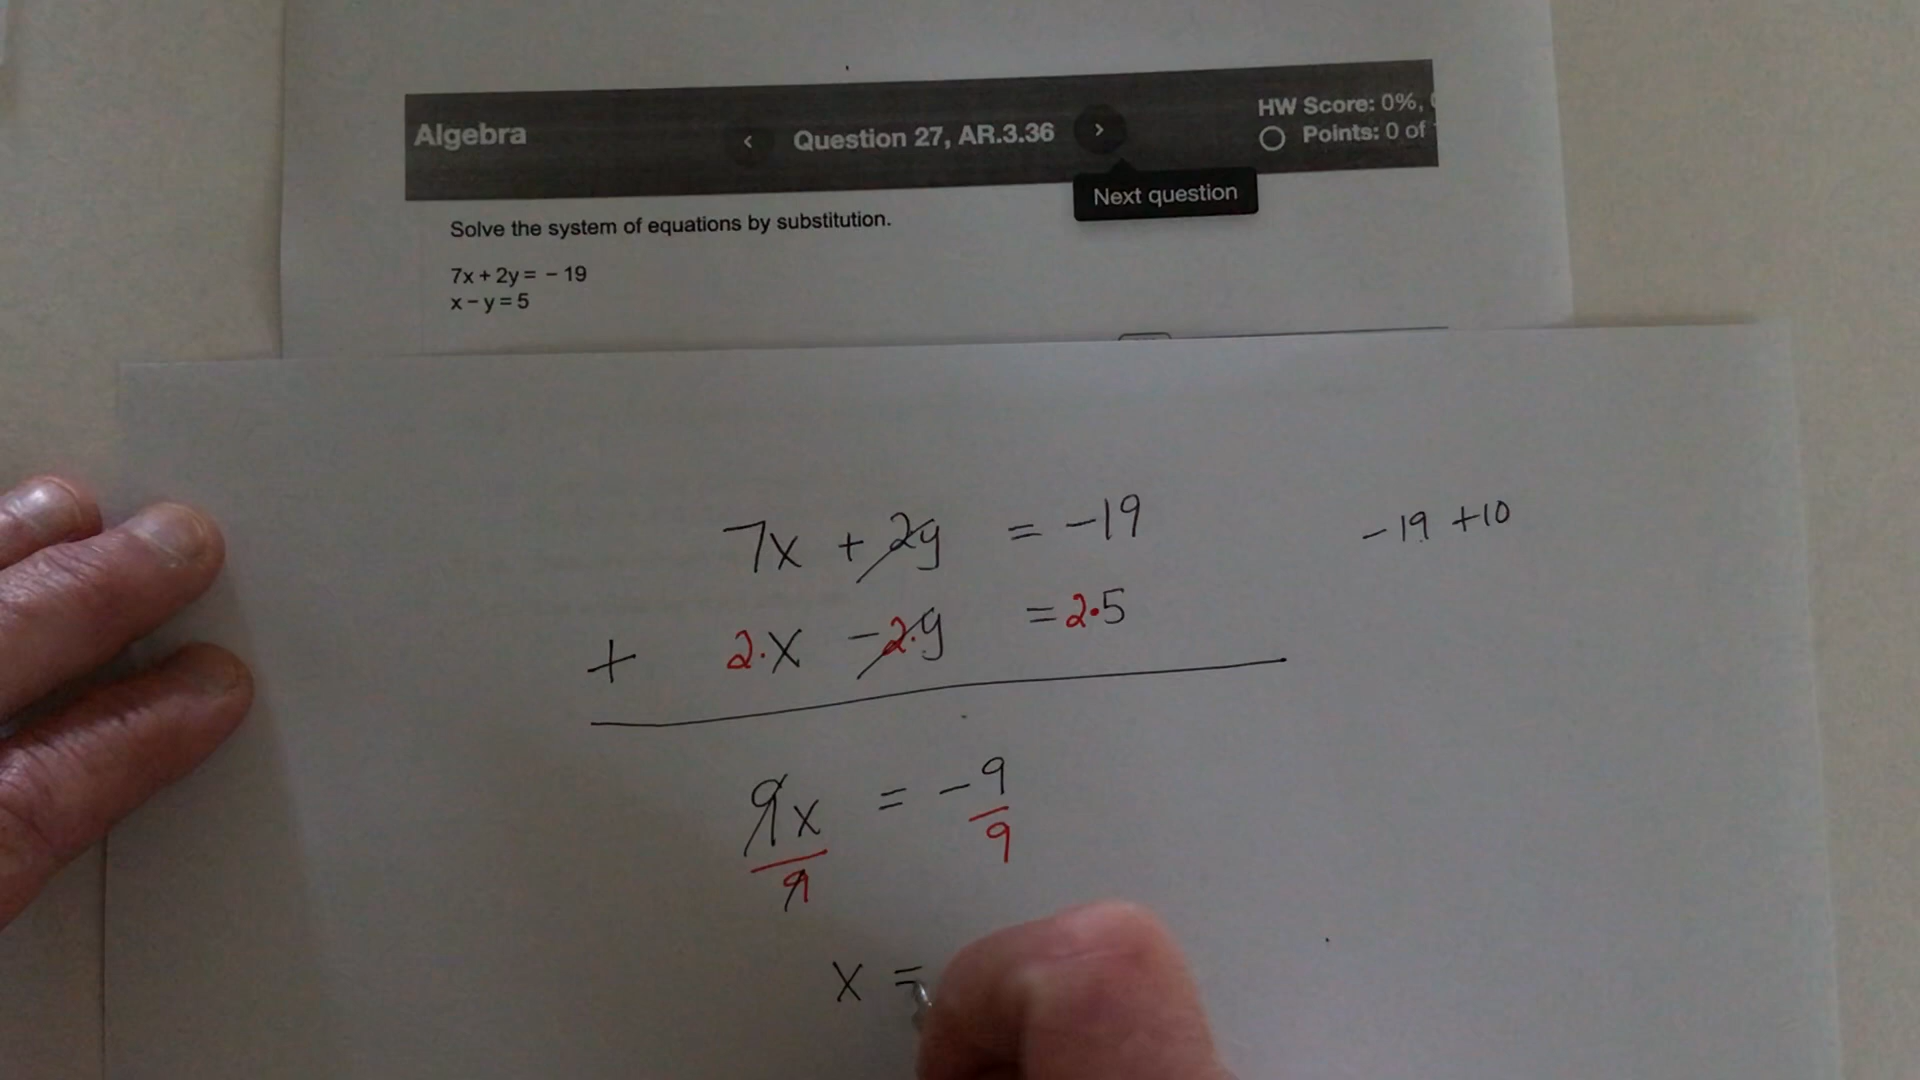 Algebra
‹ Question 27, AR.3.36 ›
HW Score: 0%,
Points: 0 of
Next question
Solve the system of equations by substitution.
7x + 2y = - 19
x - y = 5
7x + 2y = -19
-19 +10
+ 2·x - 2·y = 2·5
9x = -9
9 9
x =